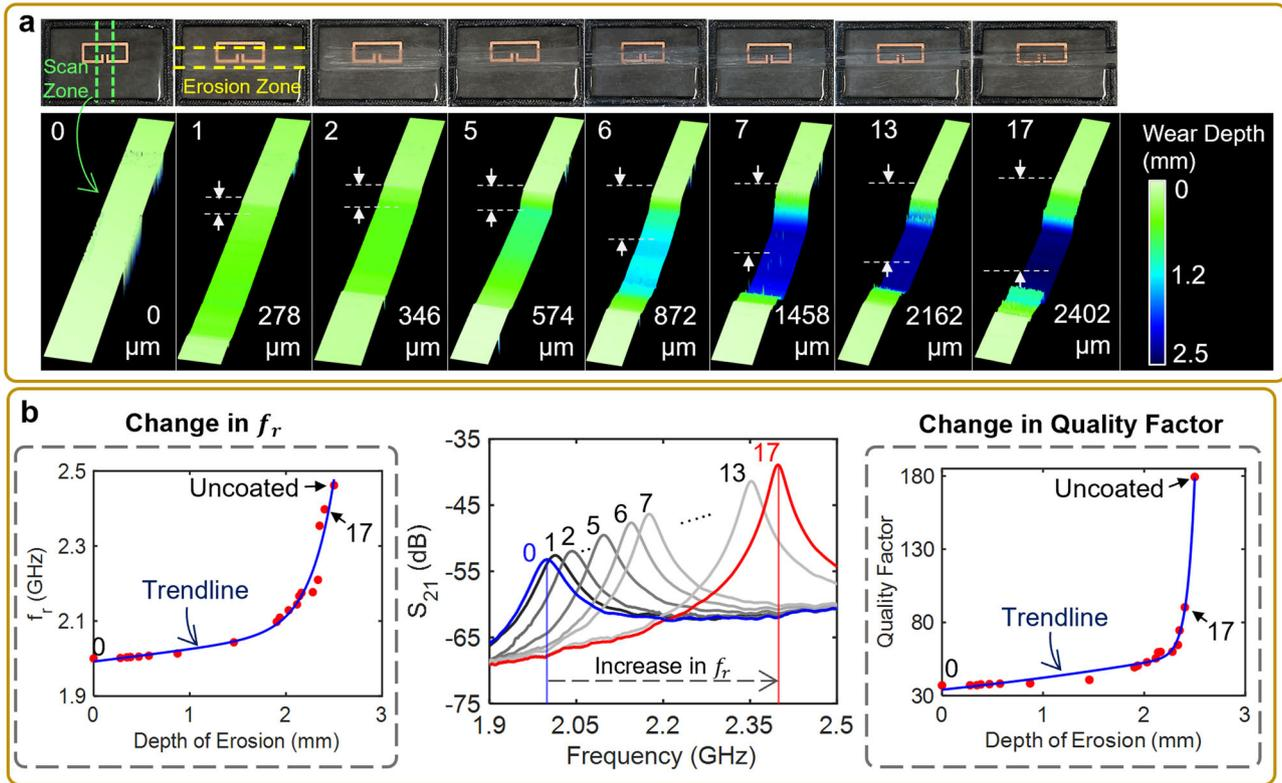 a
Scan
Zone
Erosion Zone
0
1
2
5
6
7
13
17
Wear Depth
(mm)
0
1.2
2.5
0
µm
278
µm
346
µm
574
µm
872
µm
1458
µm
2162
µm
2402
µm
b
Change in fr
2.5
2.3
2.1
1.9
fr (GHz)
Uncoated
17
Trendline
0
0 1 2 3
Depth of Erosion (mm)
-35
-45
-55
-65
-75
S21 (dB)
0
1
2
..
5
6
7
.....
13
17
Increase in fr
1.9 2.05 2.2 2.35 2.5
Frequency (GHz)
Change in Quality Factor
180
130
80
30
Quality Factor
Uncoated
17
Trendline
0
0 1 2 3
Depth of Erosion (mm)